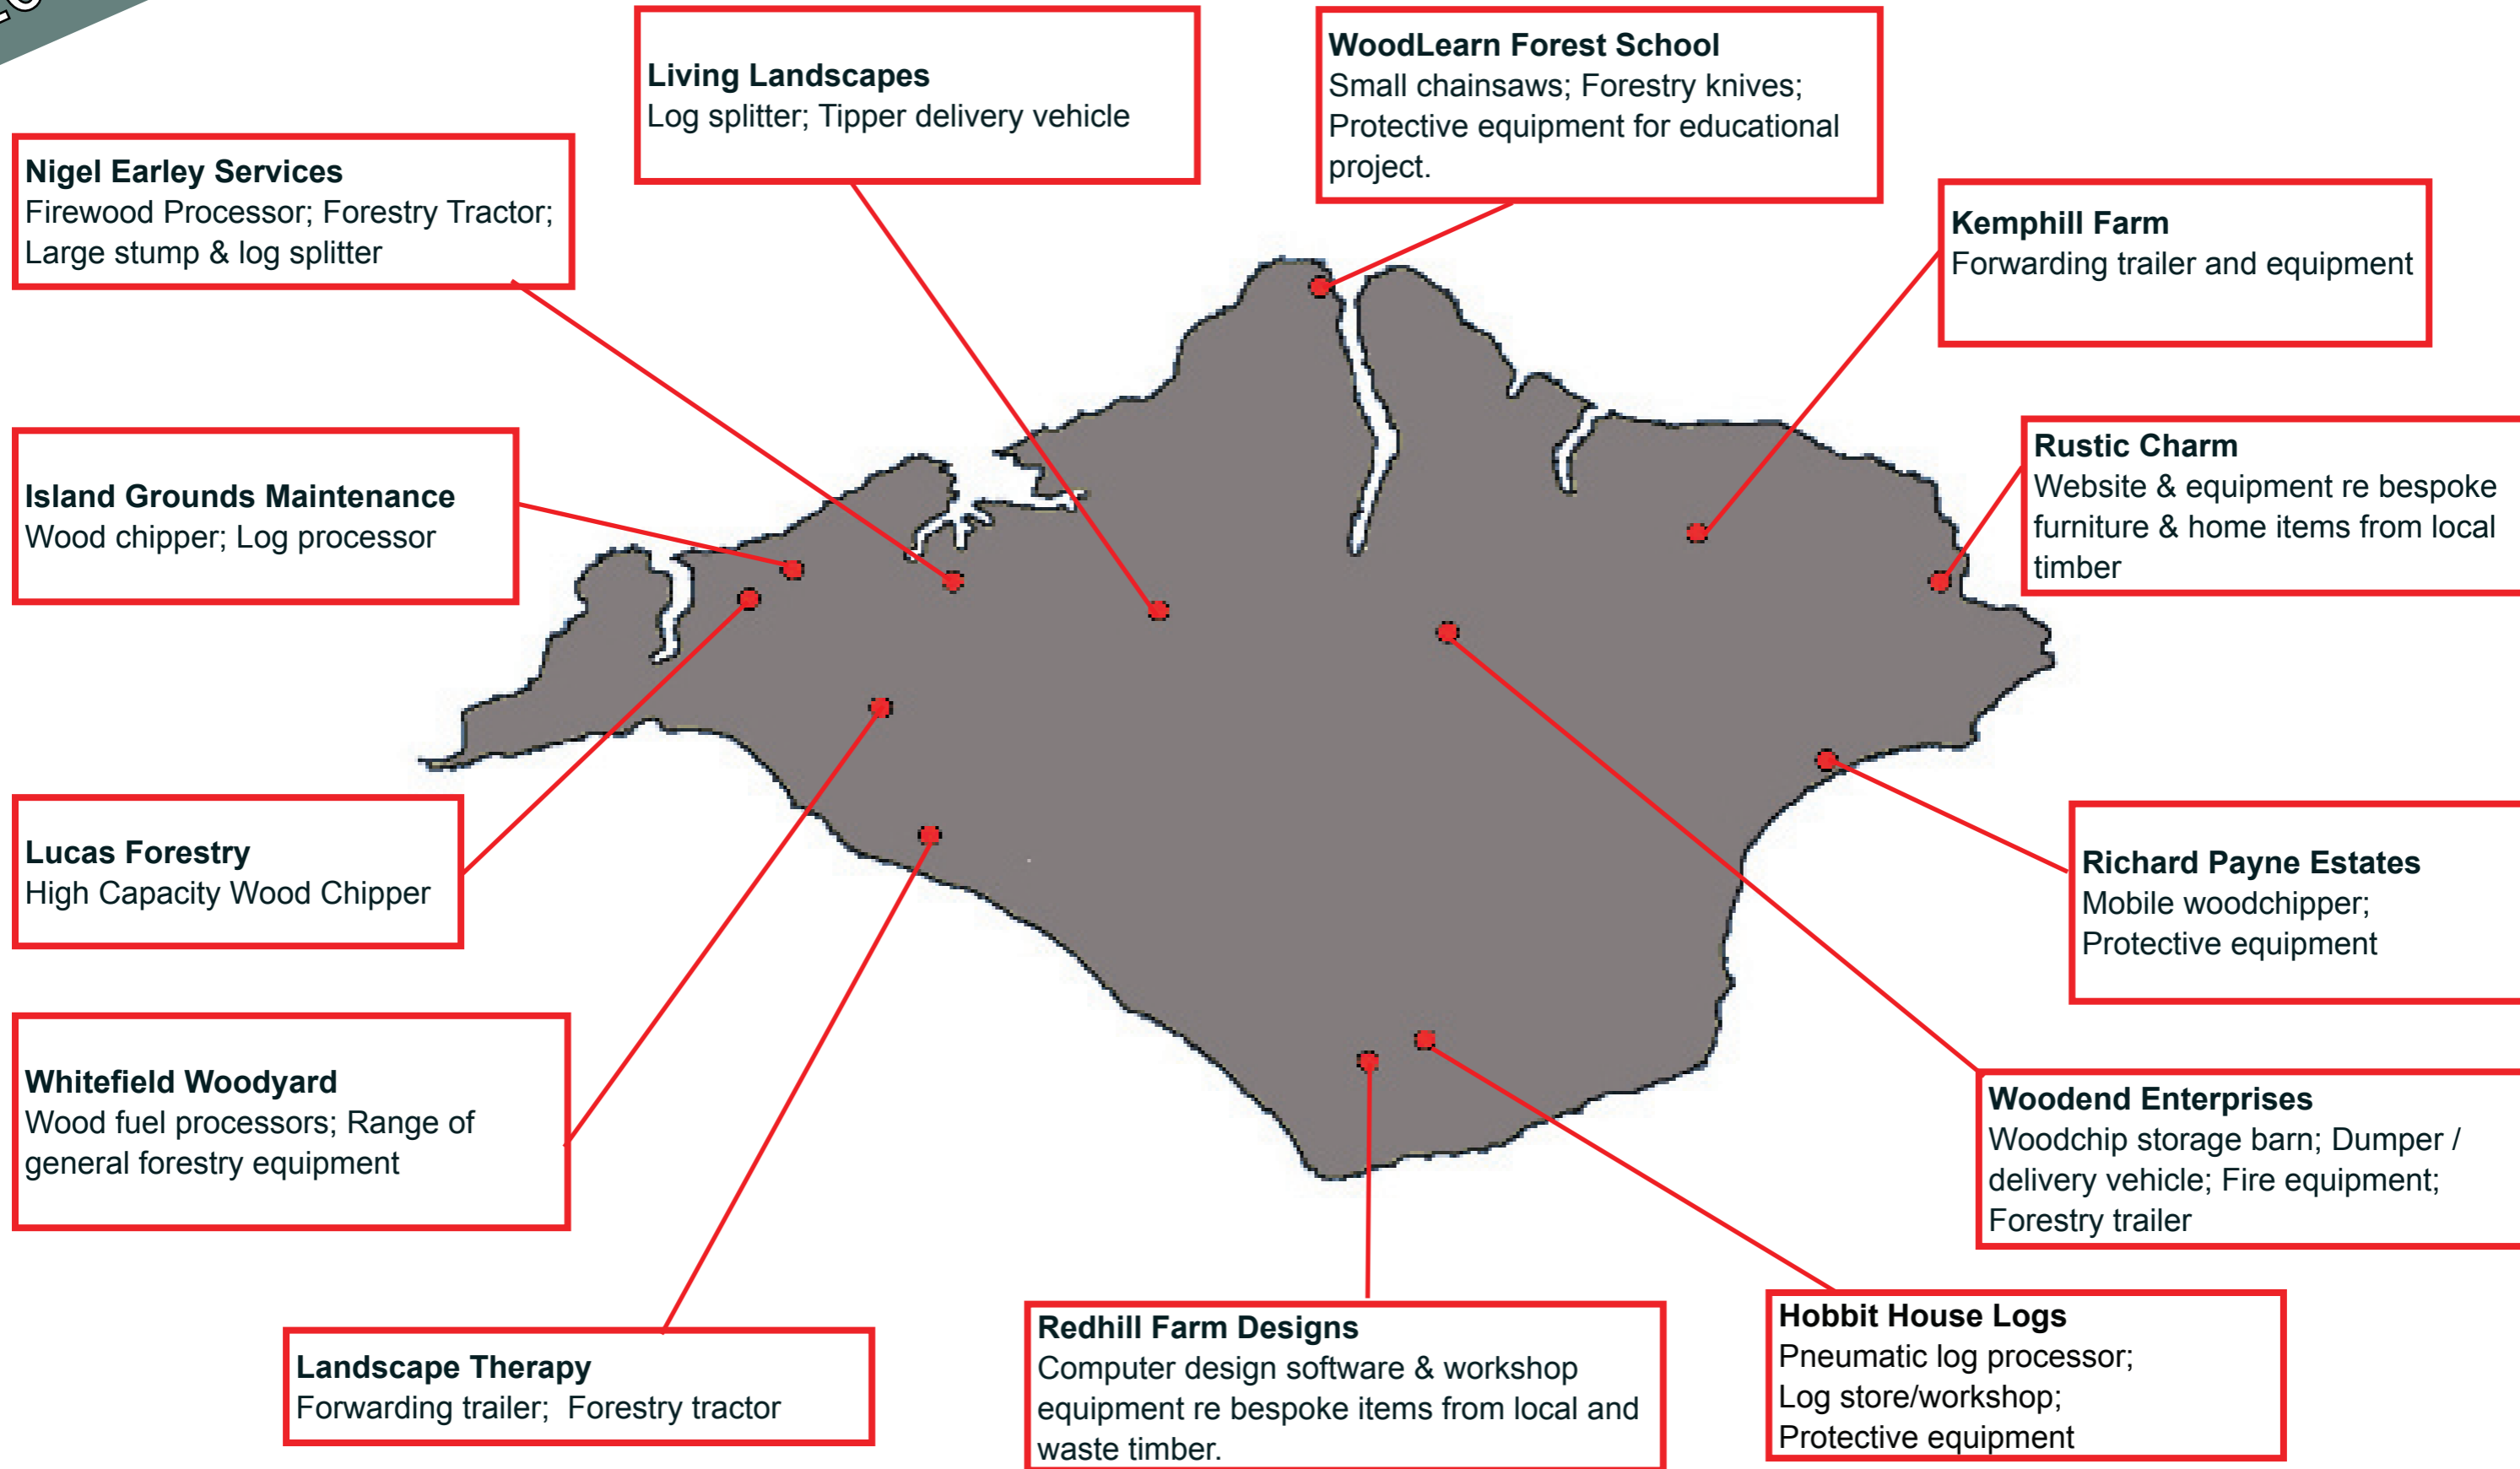 Living Landscapes
Log splitter; Tipper delivery vehicle
WoodLearn Forest School
Small chainsaws; Forestry knives;
Protective equipment for educational
project.
Nigel Earley Services
Firewood Processor; Forestry Tractor;
Large stump & log splitter
Kemphill Farm
Forwarding trailer and equipment
Island Grounds Maintenance
Wood chipper; Log processor
Rustic Charm
Website & equipment re bespoke
furniture & home items from local
timber
Lucas Forestry
High Capacity Wood Chipper
Richard Payne Estates
Mobile woodchipper;
Protective equipment
Whitefield Woodyard
Wood fuel processors; Range of
general forestry equipment
Woodend Enterprises
Woodchip storage barn; Dumper /
delivery vehicle; Fire equipment;
Forestry trailer
Landscape Therapy
Forwarding trailer;  Forestry tractor
Redhill Farm Designs
Computer design software & workshop
equipment re bespoke items from local and
waste timber.
Hobbit House Logs
Pneumatic log processor;
Log store/workshop;
Protective equipment